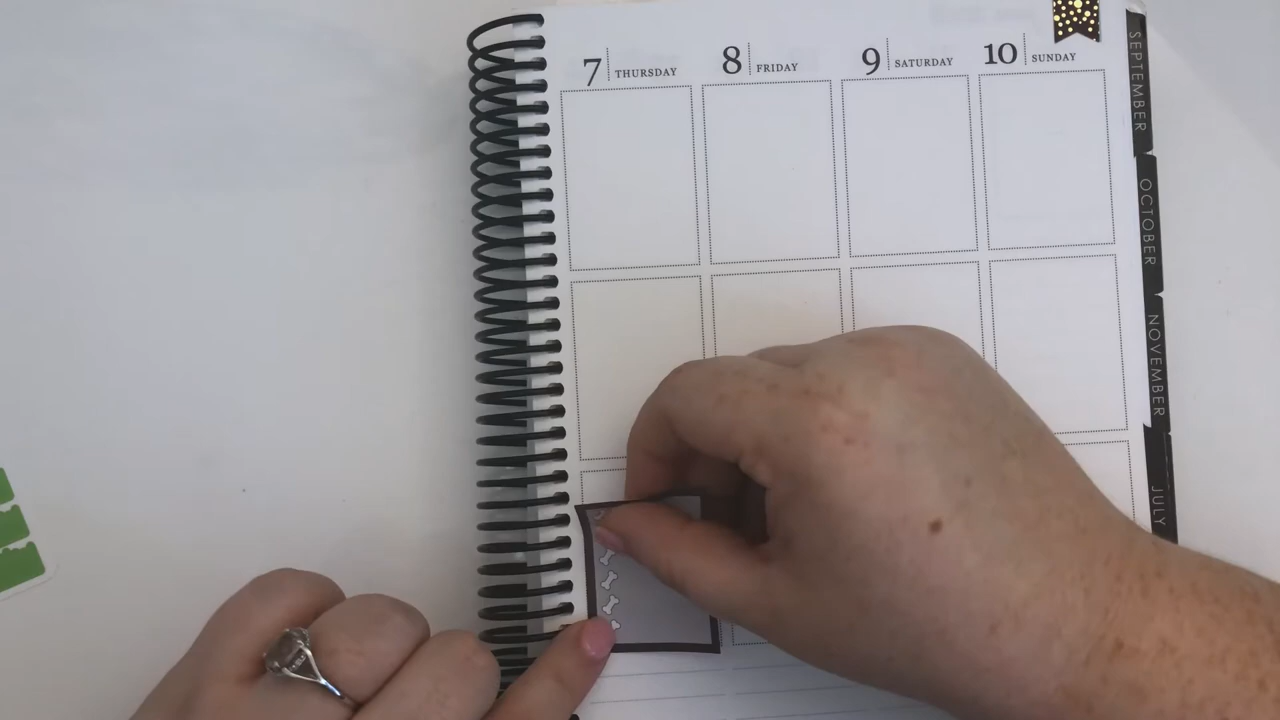 7 THURSDAY
8 FRIDAY
9 SATURDAY
10 SUNDAY
SEPTEMBER
OCTOBER
NOVEMBER
JULY